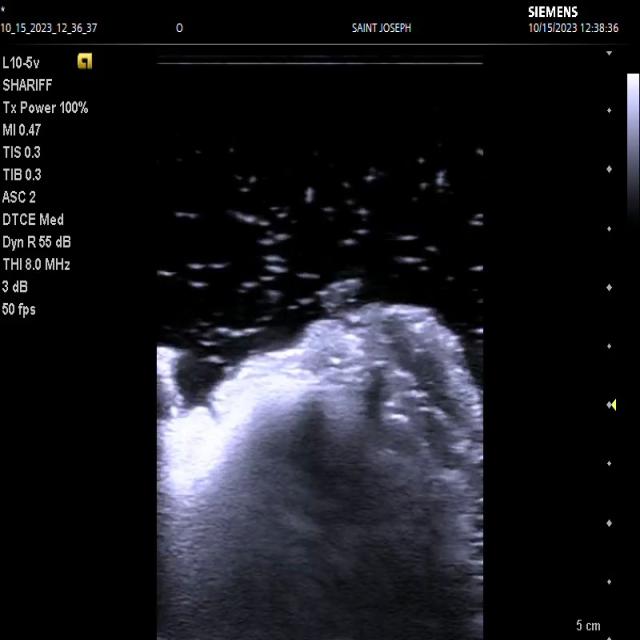 SIEMENS
10_15_2023_12_36_37 O SAINT JOSEPH 10/15/2023 12:38:36
L10-5v
SHARIFF
Tx Power 100%
MI 0.47
TIS 0.3
TIB 0.3
ASC 2
DTCE Med
Dyn R 55 dB
THI 8.0 MHz
3 dB
50 fps
5 cm